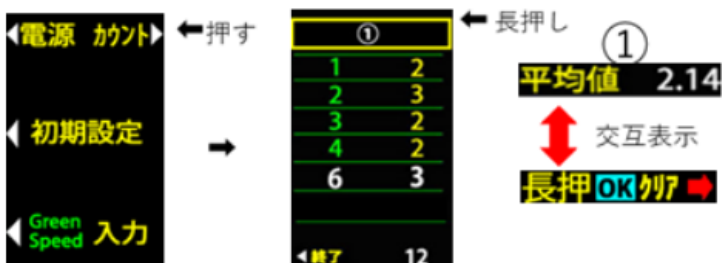 電源 カウント
⬅押す
初期設定
Green
Speed 入力
➡
①
1 2
2 3
3 2
4 2
6 3
終了 12
⬅長押し
①
平均値 2.14
交互表示
長押OKクリア➡